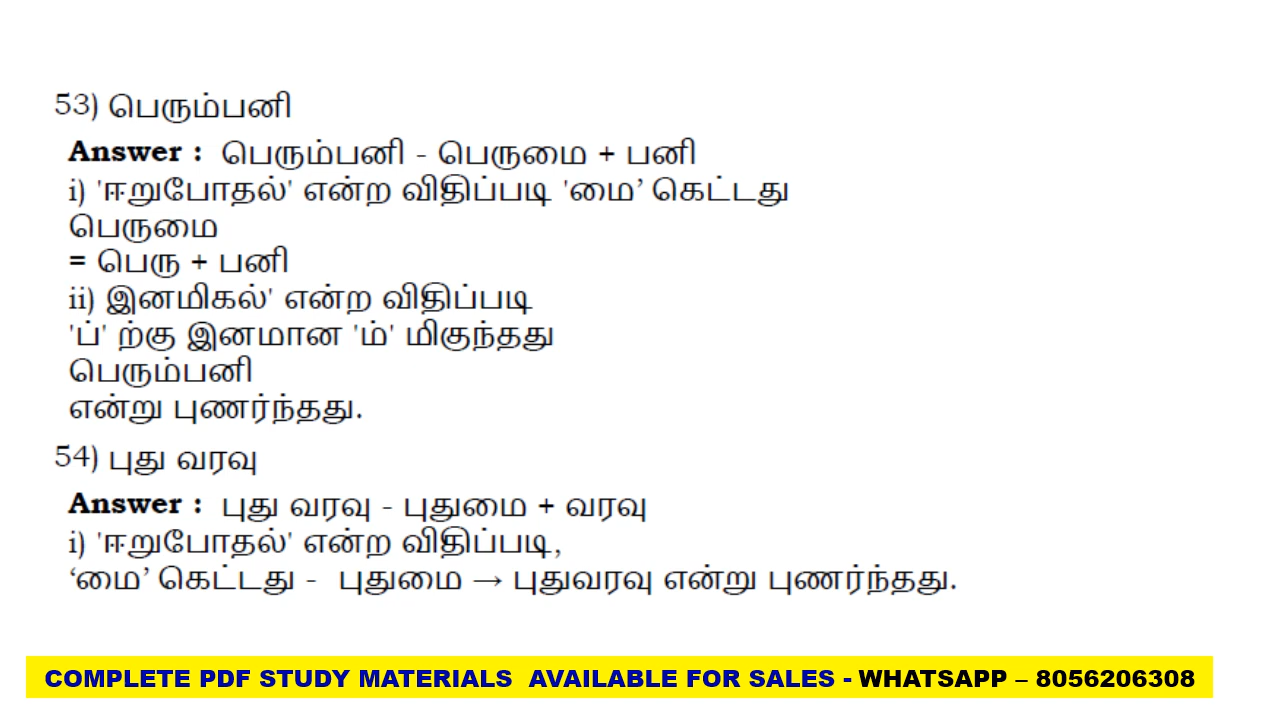 53) பெரும்பனி
Answer : பெரும்பனி - பெருமை + பனி
i) 'ஈறுபோதல்' என்ற விதிப்படி 'மை’ கெட்டது
பெருமை
= பெரு + பனி
ii) இனமிகல்' என்ற விதிப்படி
'ப்' ற்கு இனமான 'ம்' மிகுந்தது
பெரும்பனி
என்று புணர்ந்தது.
54) புது வரவு
Answer : புது வரவு - புதுமை + வரவு
i) 'ஈறுபோதல்' என்ற விதிப்படி,
‘மை’ கெட்டது - புதுமை → புதுவரவு என்று புணர்ந்தது.
COMPLETE PDF STUDY MATERIALS AVAILABLE FOR SALES - WHATSAPP – 8056206308